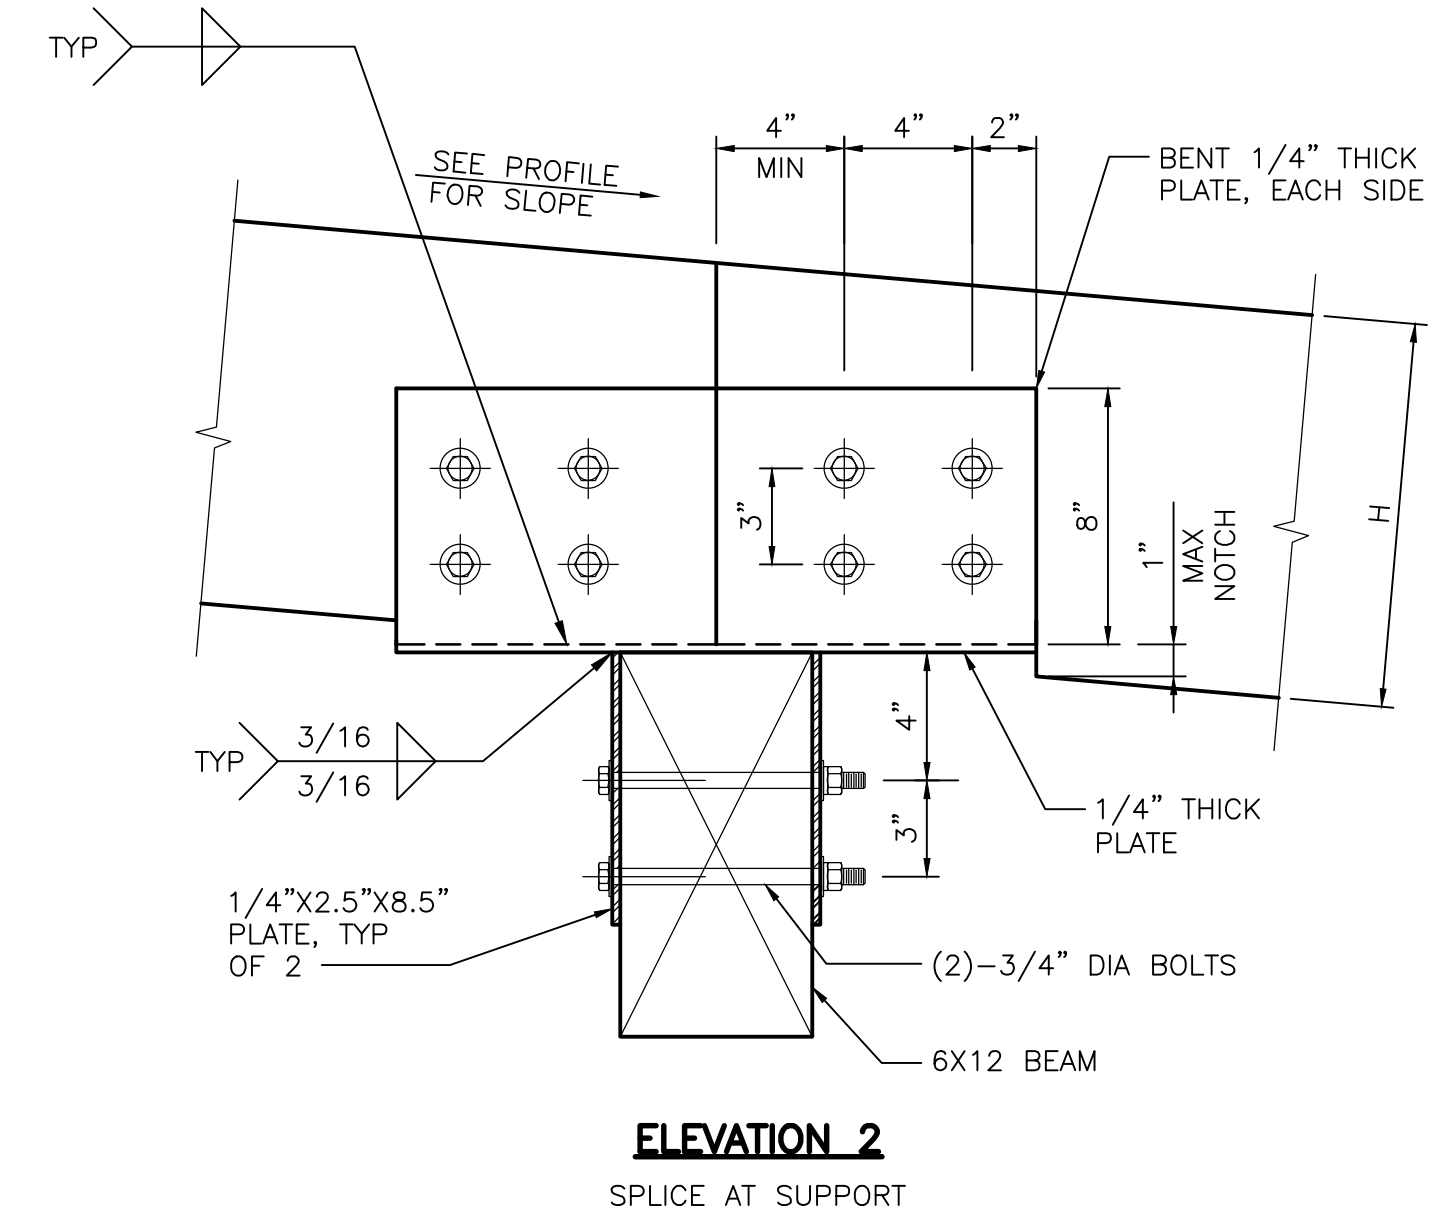 TYP
SEE PROFILE
FOR SLOPE
4”
MIN
4”
2”
BENT 1/4” THICK
PLATE, EACH SIDE
3”
8”
1”
MAX
NOTCH
H
TYP
3/16
3/16
4”
3”
1/4” THICK
PLATE
1/4”X2.5”X8.5”
PLATE, TYP
OF 2
(2)-3/4” DIA BOLTS
6X12 BEAM
ELEVATION 2
SPLICE AT SUPPORT